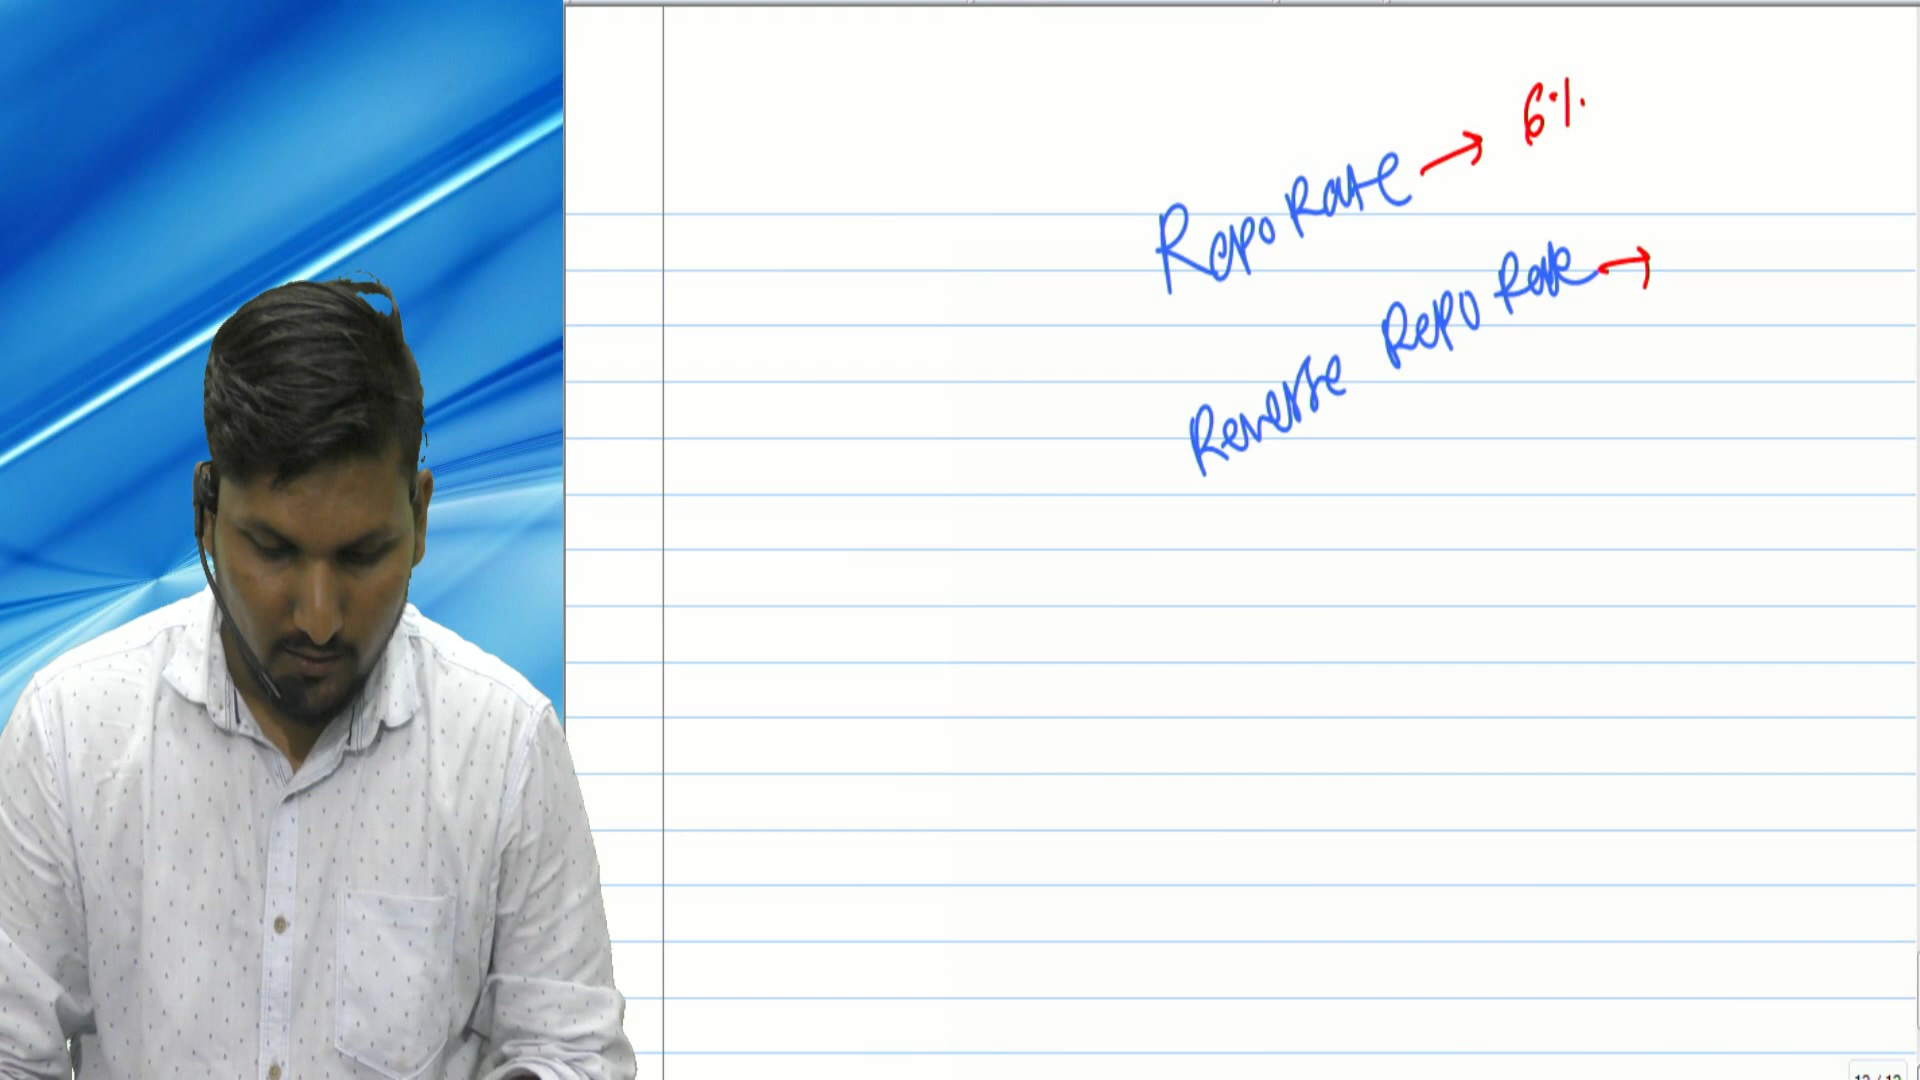 Repo Rate → 6%
Reverse Repo Rate →